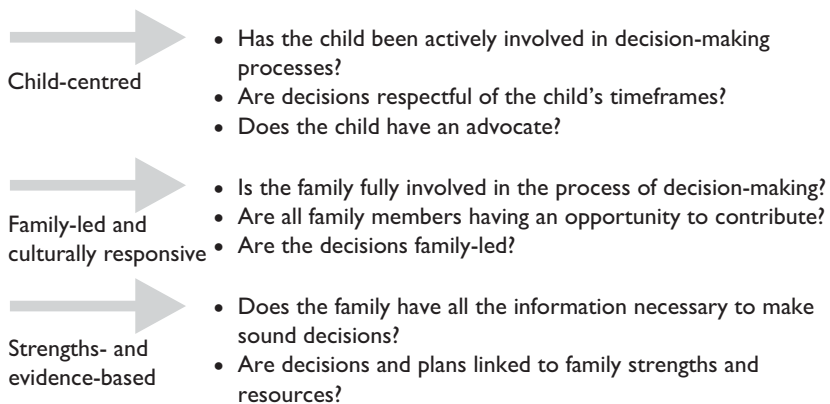 Child-centred
• Has the child been actively involved in decision-making
processes?
• Are decisions respectful of the child's timeframes?
• Does the child have an advocate?
Family-led and
culturally responsive
• Is the family fully involved in the process of decision-making?
• Are all family members having an opportunity to contribute?
• Are the decisions family-led?
Strengths- and
evidence-based
• Does the family have all the information necessary to make
sound decisions?
• Are decisions and plans linked to family strengths and
resources?